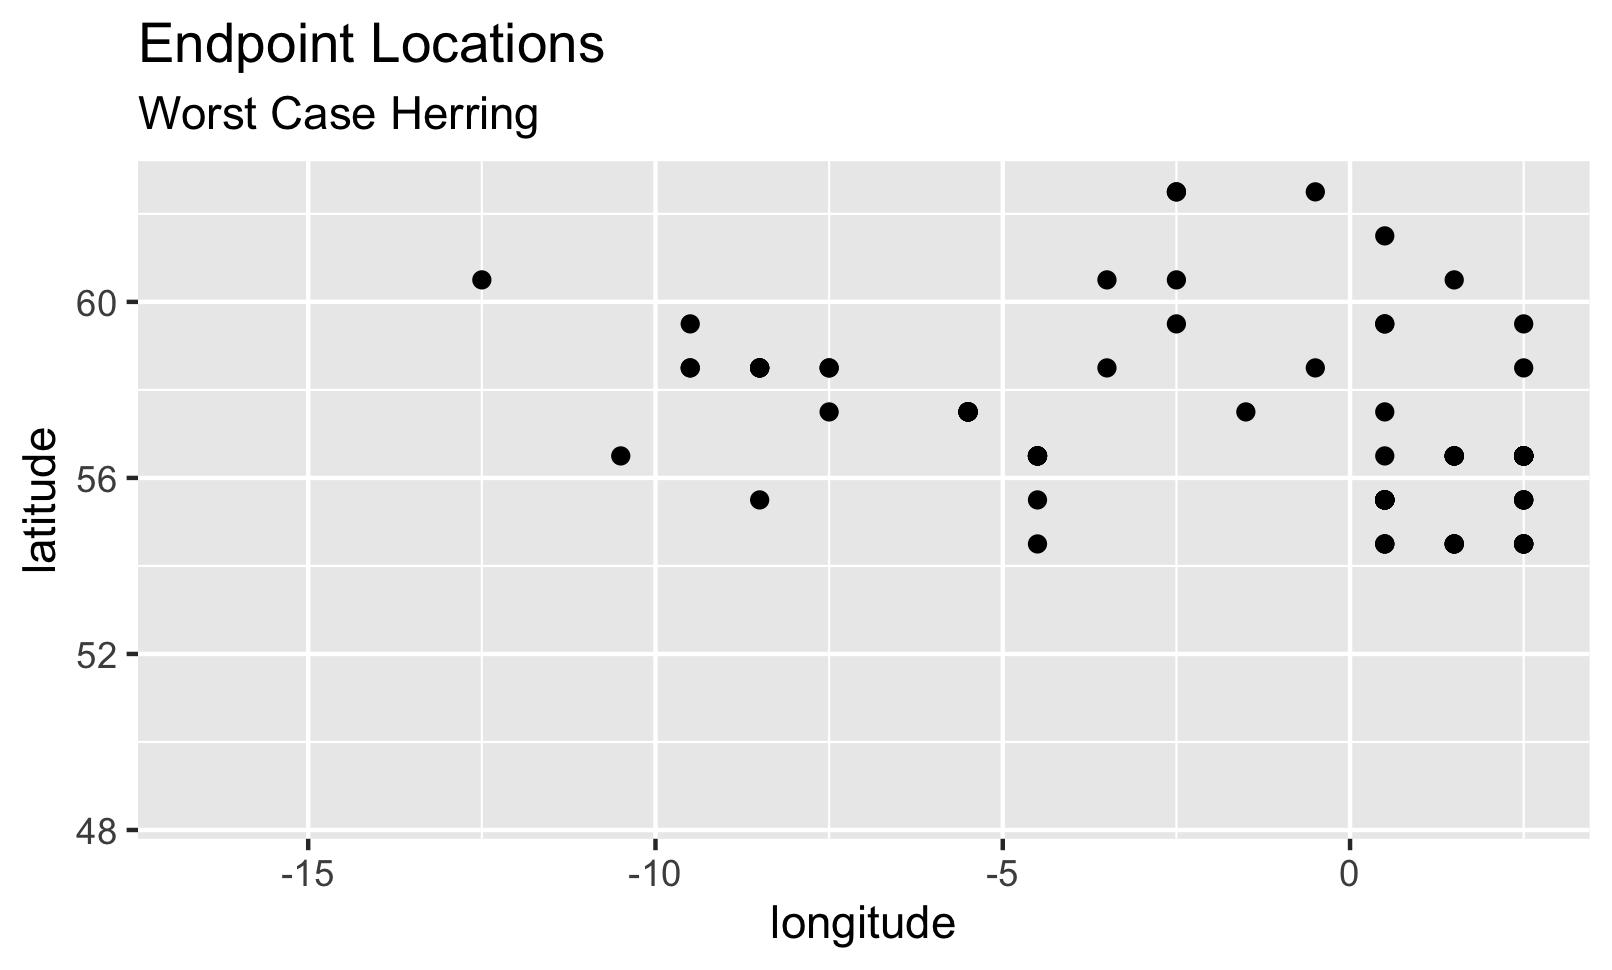 Endpoint Locations
Worst Case Herring
latitude
60
56
52
48
-15 -10 -5 0
longitude